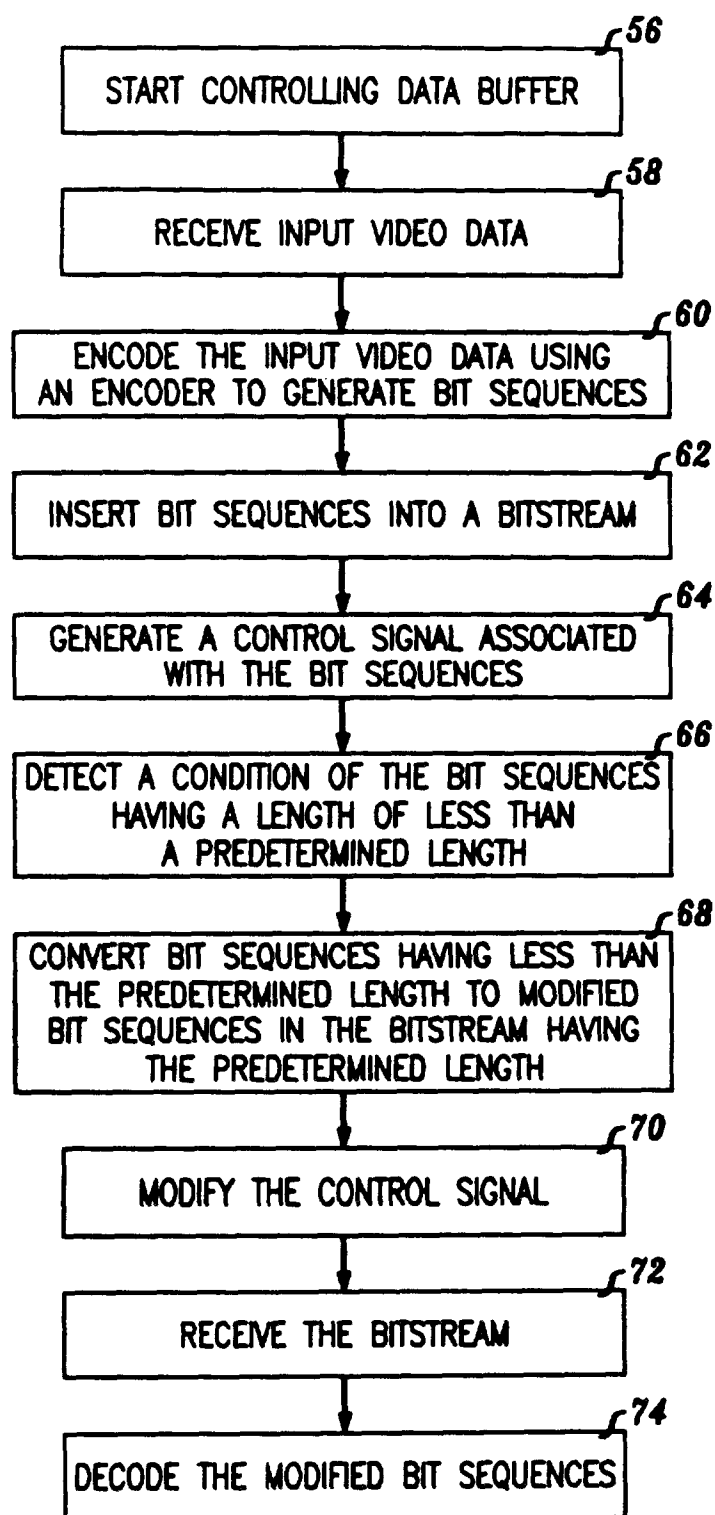 56
START CONTROLLING DATA BUFFER
58
RECEIVE INPUT VIDEO DATA
60
ENCODE THE INPUT VIDEO DATA USING
AN ENCODER TO GENERATE BIT SEQUENCES
62
INSERT BIT SEQUENCES INTO A BITSTREAM
64
GENERATE A CONTROL SIGNAL ASSOCIATED
WITH THE BIT SEQUENCES
66
DETECT A CONDITION OF THE BIT SEQUENCES
HAVING A LENGTH OF LESS THAN
A PREDETERMINED LENGTH
68
CONVERT BIT SEQUENCES HAVING LESS THAN
THE PREDETERMINED LENGTH TO MODIFIED
BIT SEQUENCES IN THE BITSTREAM HAVING
THE PREDETERMINED LENGTH
70
MODIFY THE CONTROL SIGNAL
72
RECEIVE THE BITSTREAM
74
DECODE THE MODIFIED BIT SEQUENCES